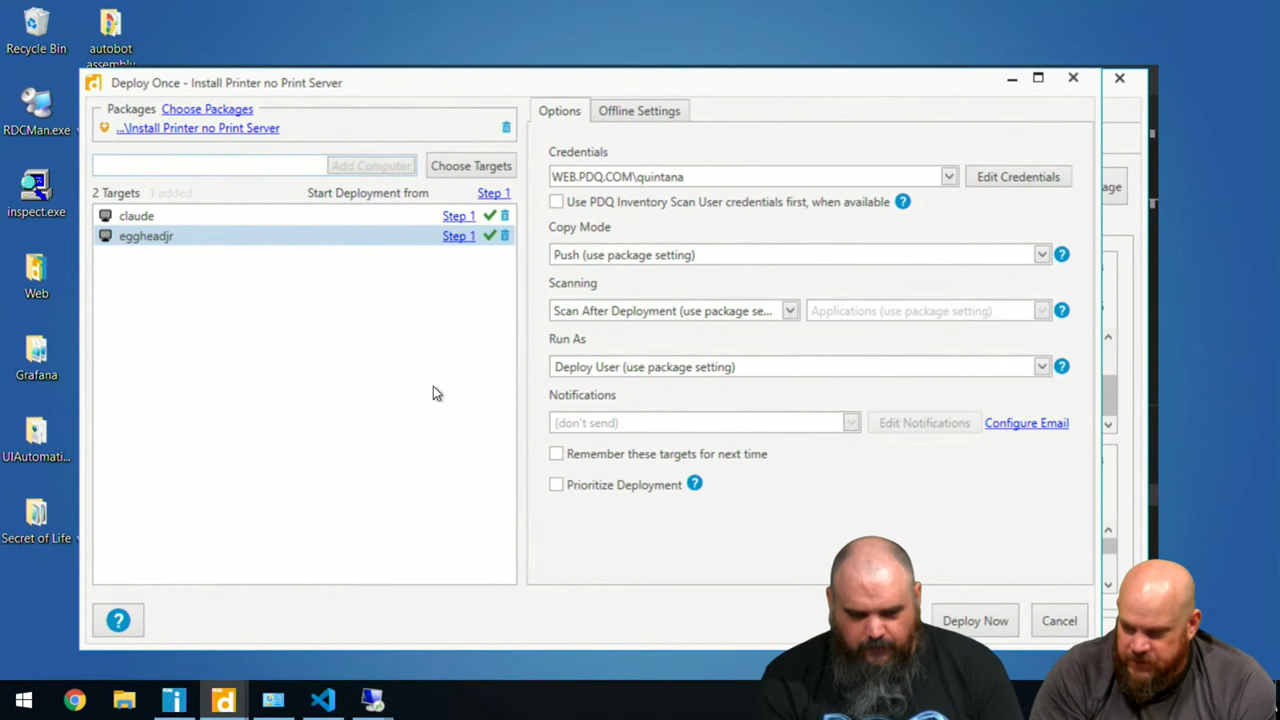 Recycle Bin
autobot
assembly
RDCMan.exe
inspect.exe
Web
Grafana
UIAutomati...
Secret of Life
Deploy Once - Install Printer no Print Server
Packages Choose Packages
...\Install Printer no Print Server
Add Computer
Choose Targets
2 Targets 1 added
Start Deployment from
Step 1
claude
Step 1
eggheadjr
Step 1
Options
Offline Settings
Credentials
WEB.PDQ.COM\quintana
Edit Credentials
Use PDQ Inventory Scan User credentials first, when available
?
Copy Mode
Push (use package setting)
?
Scanning
Scan After Deployment (use package se...
Applications (use package setting)
?
Run As
Deploy User (use package setting)
?
Notifications
(don't send)
Edit Notifications
Configure Email
Remember these targets for next time
Prioritize Deployment
?
?
Deploy Now
Cancel
age